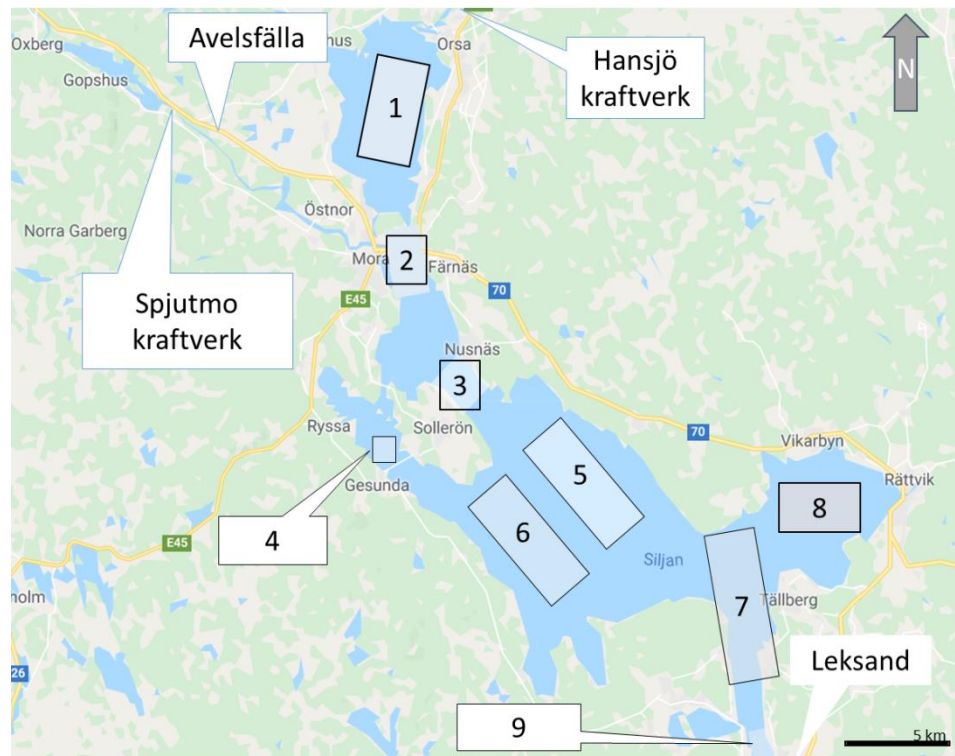 Oxberg
Avelsfälla
hus
Orsa
Gopshus
Hansjö
kraftverk
N
1
Östnor
Norra Garberg
Mora
2
Färnäs
E45
70
Spjutmo
kraftverk
Nusnäs
3
Ryssa
Sollerön
70
Vikarbyn
Rättvik
Gesunda
5
8
4
6
E45
Siljan
holm
7
Tällberg
26
Leksand
9
5 km